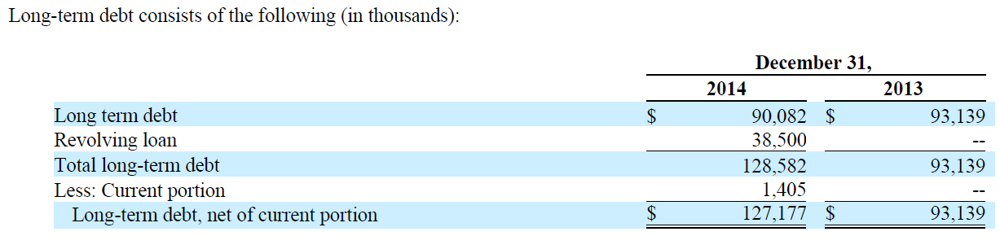 Long-term debt consists of the following (in thousands):
December 31,
2014 2013
Long term debt $ 90,082 $ 93,139
Revolving loan 38,500 --
Total long-term debt 128,582 93,139
Less: Current portion 1,405 --
Long-term debt, net of current portion $ 127,177 $ 93,139